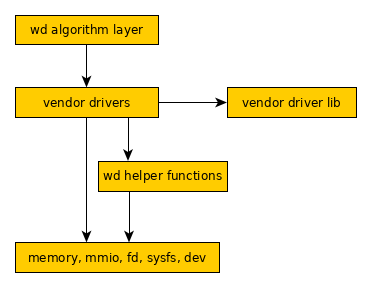 wd algorithm layer
vendor drivers
vendor driver lib
wd helper functions
memory, mmio, fd, sysfs, dev